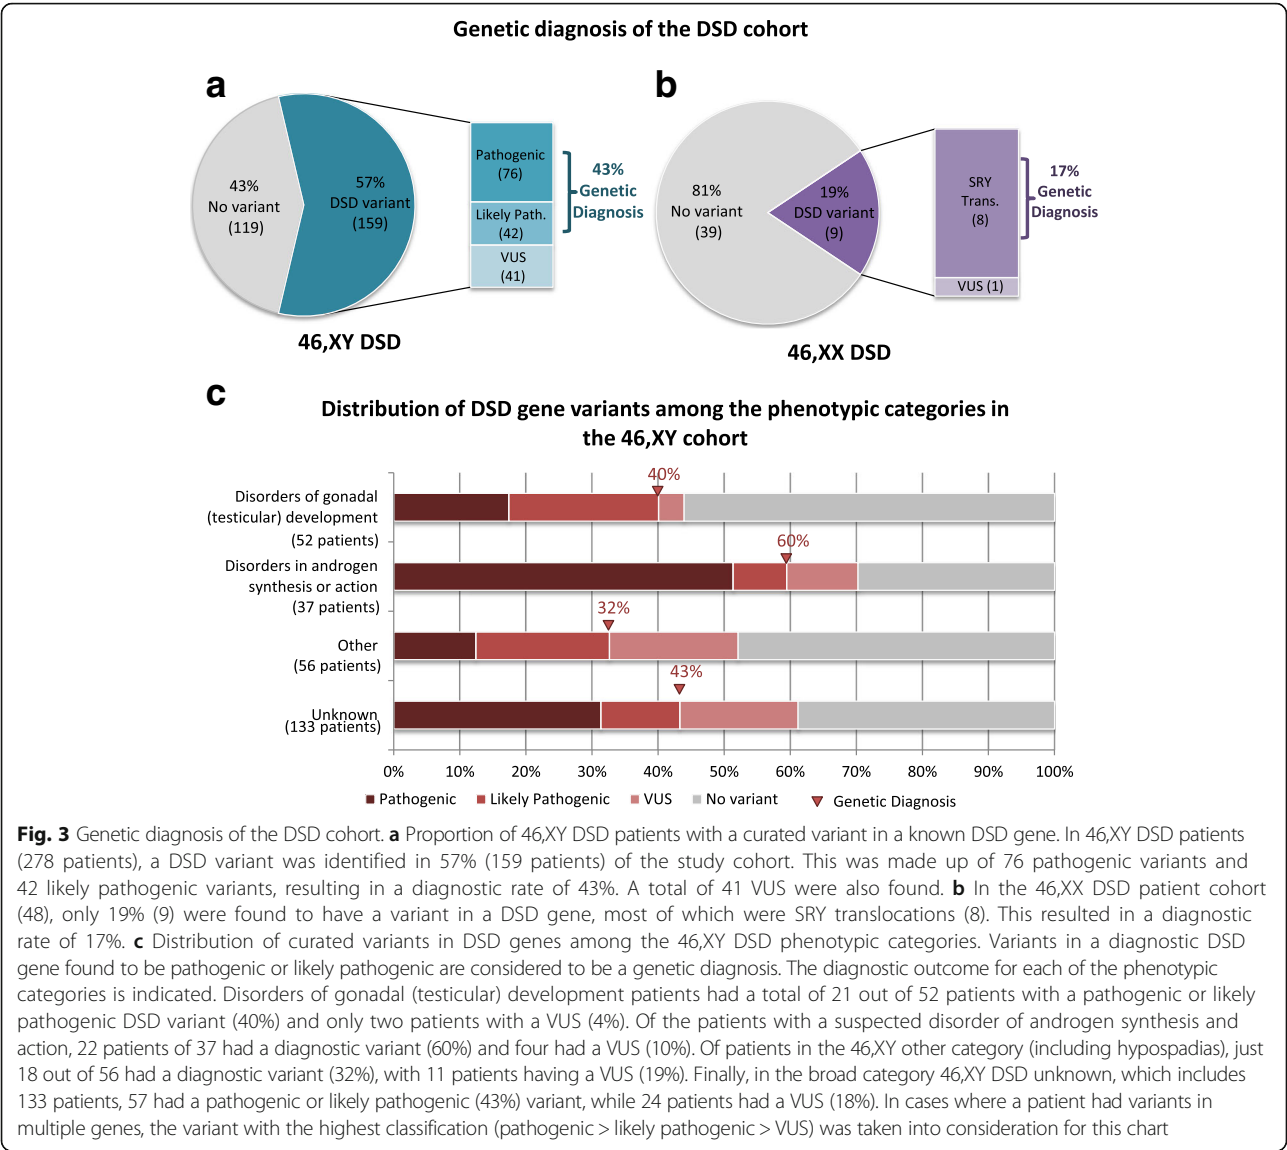 Genetic diagnosis of the DSD cohort
a
43%
No variant
(119)
57%
DSD variant
(159)
Pathogenic
(76)
Likely Path.
(42)
VUS
(41)
43%
Genetic
Diagnosis
46,XY DSD
b
81%
No variant
(39)
19%
DSD variant
(9)
SRY
Trans.
(8)
VUS (1)
17%
Genetic
Diagnosis
46,XX DSD
c
Distribution of DSD gene variants among the phenotypic categories in
the 46,XY cohort
40%
Disorders of gonadal
(testicular) development
(52 patients)
60%
Disorders in androgen
synthesis or action
(37 patients)
32%
Other
(56 patients)
43%
Unknown
(133 patients)
0% 10% 20% 30% 40% 50% 60% 70% 80% 90% 100%
Pathogenic Likely Pathogenic VUS No variant Genetic Diagnosis
Fig. 3 Genetic diagnosis of the DSD cohort. a Proportion of 46,XY DSD patients with a curated variant in a known DSD gene. In 46,XY DSD patients
(278 patients), a DSD variant was identified in 57% (159 patients) of the study cohort. This was made up of 76 pathogenic variants and
42 likely pathogenic variants, resulting in a diagnostic rate of 43%. A total of 41 VUS were also found. b In the 46,XX DSD patient cohort
(48), only 19% (9) were found to have a variant in a DSD gene, most of which were SRY translocations (8). This resulted in a diagnostic
rate of 17%. c Distribution of curated variants in DSD genes among the 46,XY DSD phenotypic categories. Variants in a diagnostic DSD
gene found to be pathogenic or likely pathogenic are considered to be a genetic diagnosis. The diagnostic outcome for each of the phenotypic
categories is indicated. Disorders of gonadal (testicular) development patients had a total of 21 out of 52 patients with a pathogenic or likely
pathogenic DSD variant (40%) and only two patients with a VUS (4%). Of the patients with a suspected disorder of androgen synthesis and
action, 22 patients of 37 had a diagnostic variant (60%) and four had a VUS (10%). Of patients in the 46,XY other category (including hypospadias), just
18 out of 56 had a diagnostic variant (32%), with 11 patients having a VUS (19%). Finally, in the broad category 46,XY DSD unknown, which includes
133 patients, 57 had a pathogenic or likely pathogenic (43%) variant, while 24 patients had a VUS (18%). In cases where a patient had variants in
multiple genes, the variant with the highest classification (pathogenic > likely pathogenic > VUS) was taken into consideration for this chart